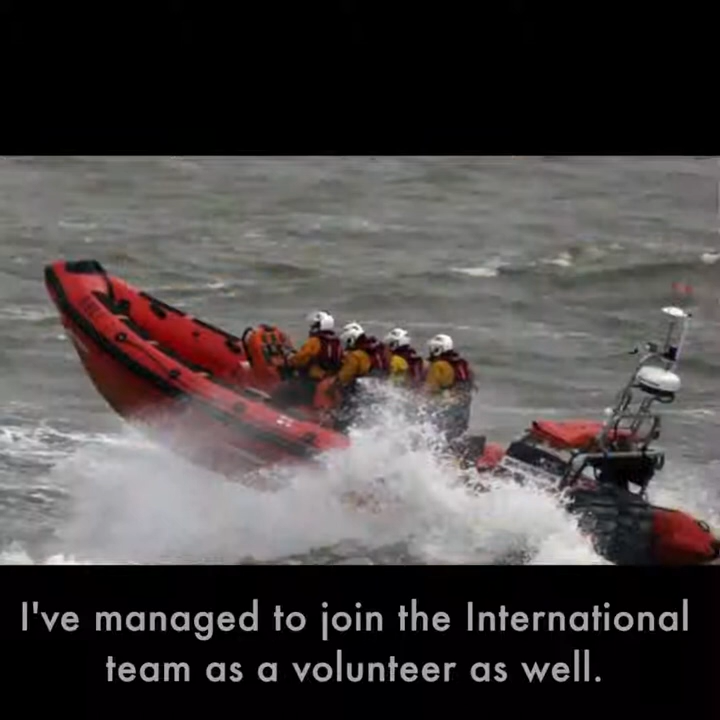 I've managed to join the International
team as a volunteer as well.